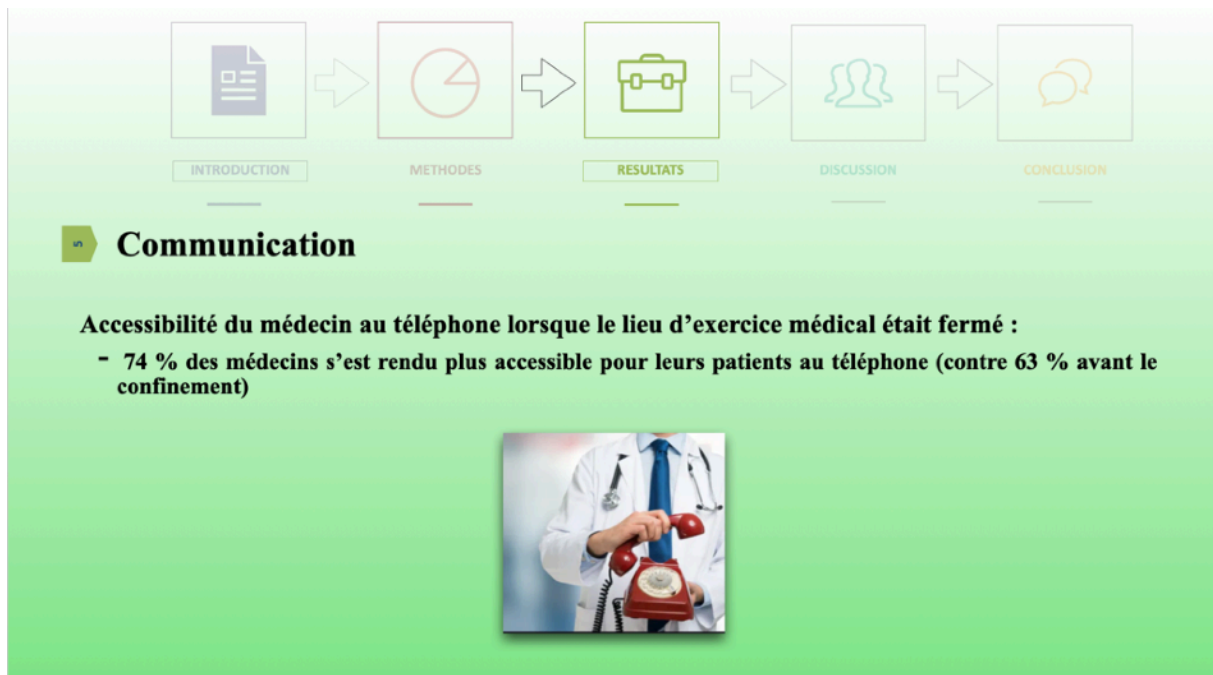 INTRODUCTION
METHODES
RESULTATS
DISCUSSION
CONCLUSION
5
Communication
Accessibilité du médecin au téléphone lorsque le lieu d’exercice médical était fermé :
- 74 % des médecins s’est rendu plus accessible pour leurs patients au téléphone (contre 63 % avant le
confinement)